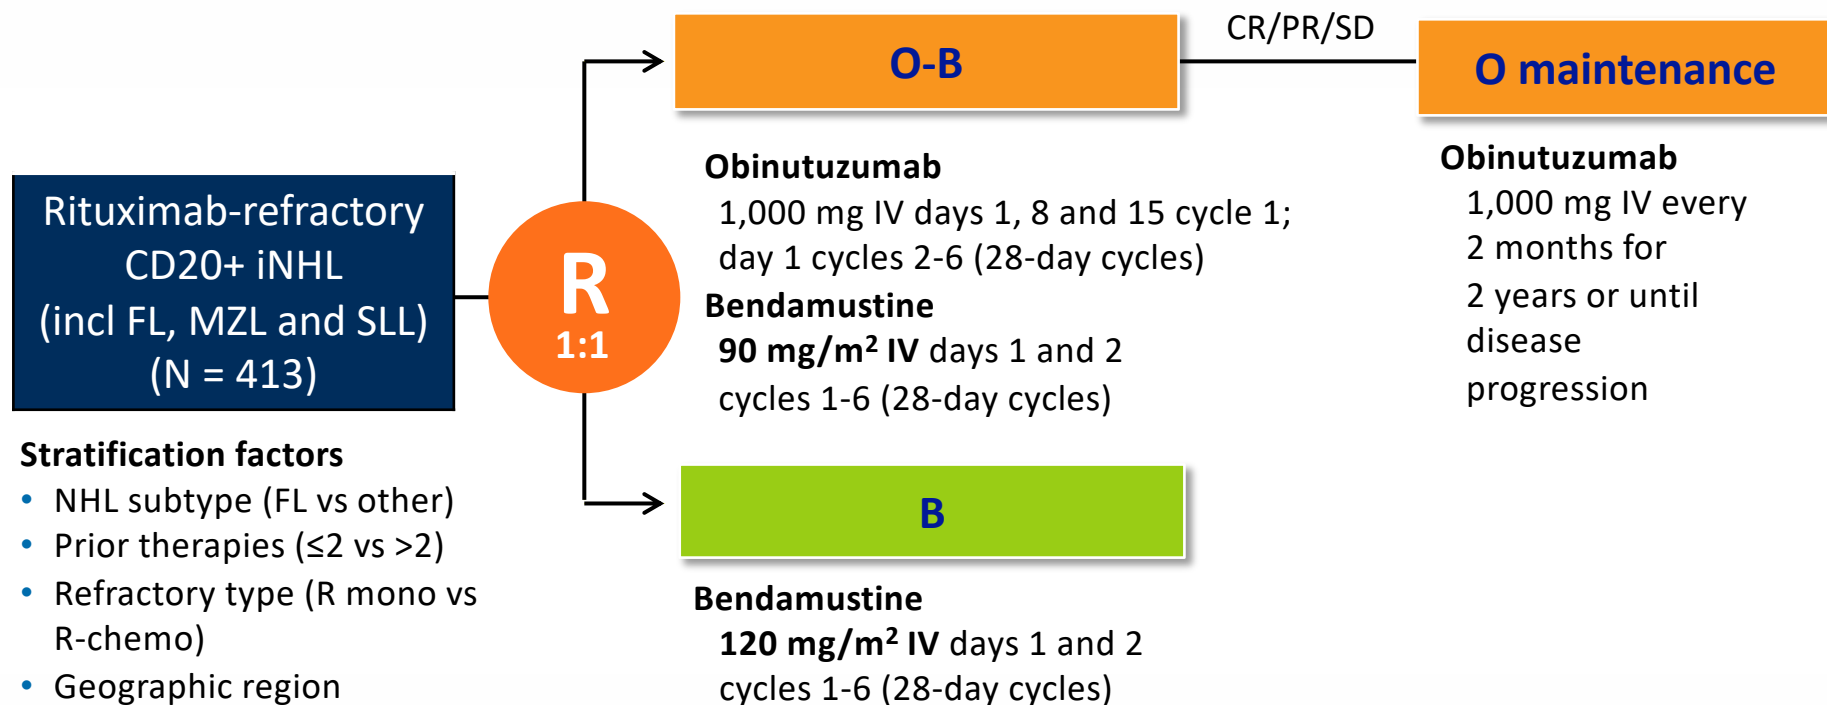 Rituximab-refractory
CD20+ iNHL
(incl FL, MZL and SLL)
(N = 413)
Stratification factors
• NHL subtype (FL vs other)
• Prior therapies (≤2 vs >2)
• Refractory type (R mono vs
R-chemo)
• Geographic region
R
1:1
O-B
Obinutuzumab
1,000 mg IV days 1, 8 and 15 cycle 1;
day 1 cycles 2-6 (28-day cycles)
Bendamustine
90 mg/m² IV days 1 and 2
cycles 1-6 (28-day cycles)
B
Bendamustine
120 mg/m² IV days 1 and 2
cycles 1-6 (28-day cycles)
CR/PR/SD
O maintenance
Obinutuzumab
1,000 mg IV every
2 months for
2 years or until
disease
progression